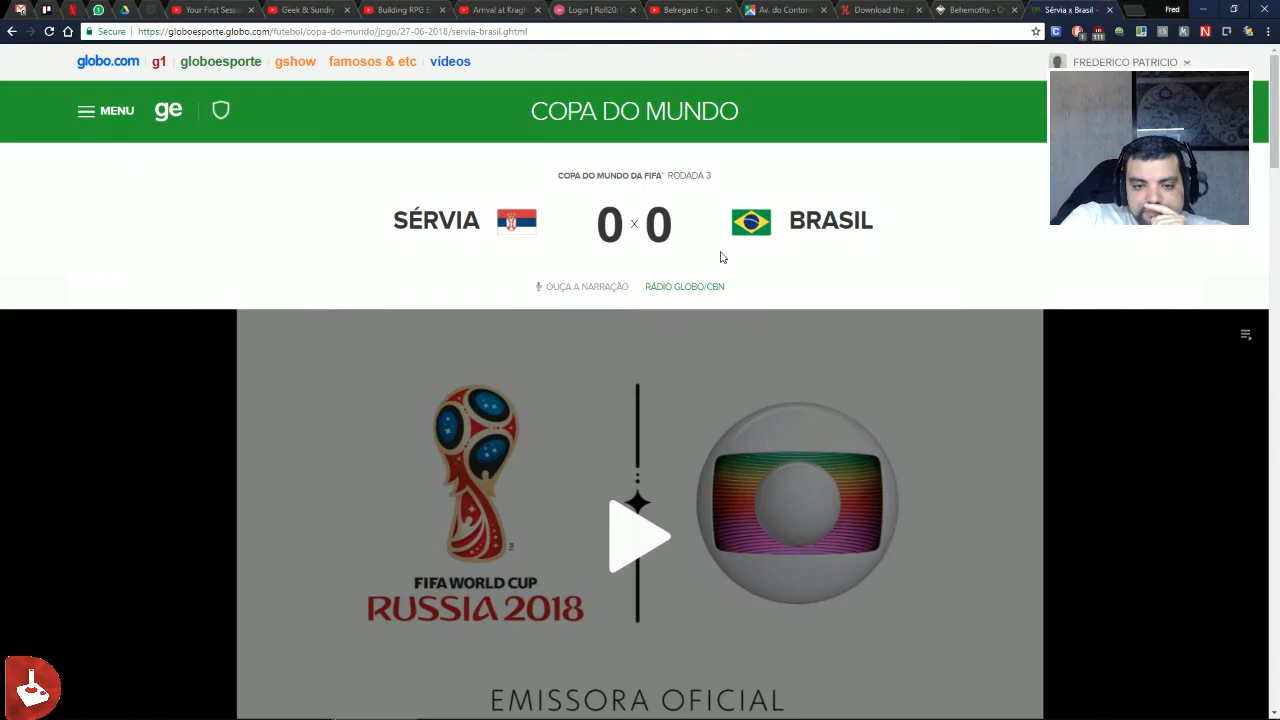 Your First Sess
Geek & Sundry
Building RPG E
Arrival at Kragh
Login | Roll20:
Belregard - Cru
Av. do Contorn
Download the
Behemoths - O
Sérvia x Brasil
Fred
Secure https://globoesporte.globo.com/futebol/copa-do-mundo/jogo/27-06-2018/servia-brasil.ghtml
globo.com g1 globoesporte gshow famosos & etc vídeos
FREDERICO PATRICIO
MENU ge COPA DO MUNDO
COPA DO MUNDO DA FIFA™ RODADA 3
SÉRVIA 0 x 0 BRASIL
OUÇA A NARRAÇÃO RÁDIO GLOBO/CBN
FIFA WORLD CUP
RUSSIA 2018
EMISSORA OFICIAL